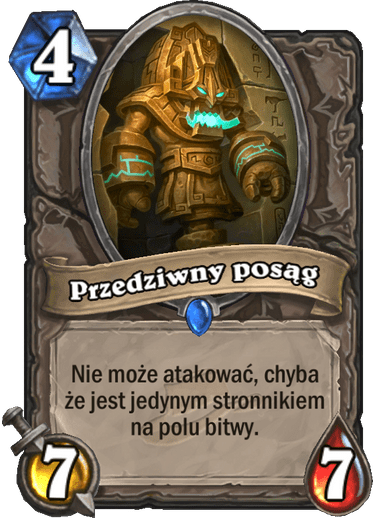 4
Przedziwny posąg
Nie może atakować, chyba
że jest jedynym stronnikiem
na polu bitwy.
7
7